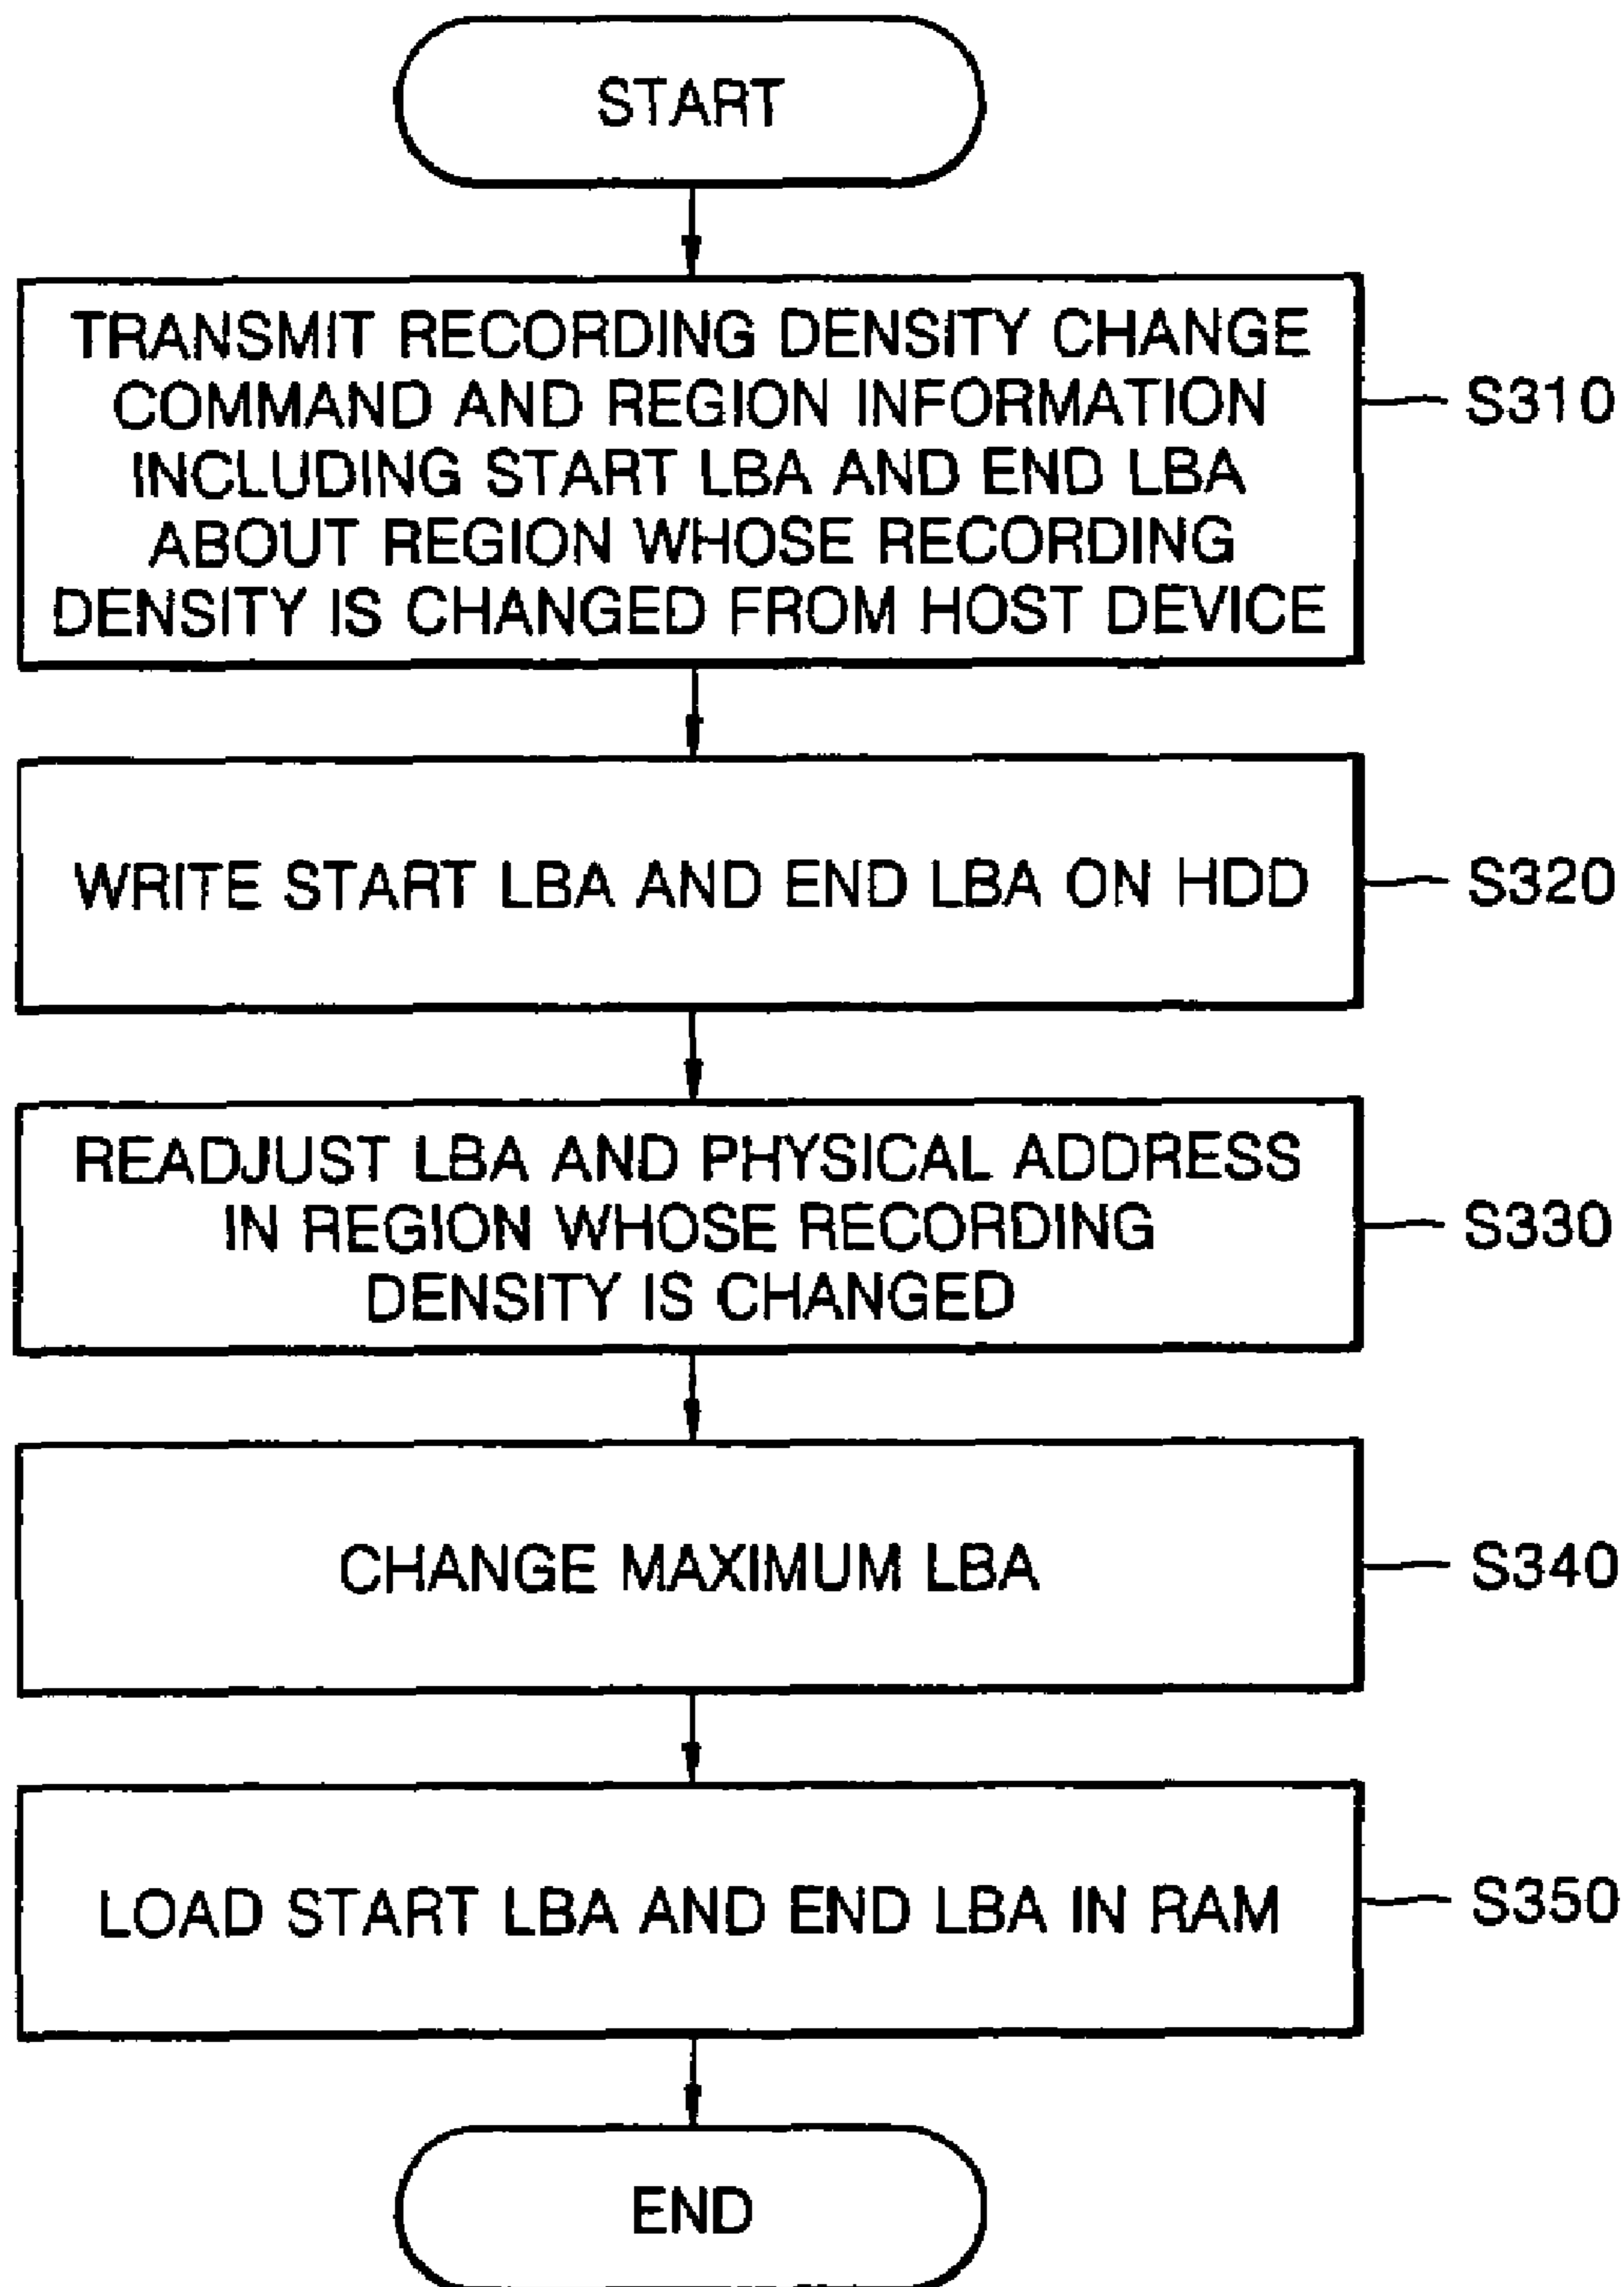 START
TRANSMIT RECORDING DENSITY CHANGE
COMMAND AND REGION INFORMATION
INCLUDING START LBA AND END LBA
ABOUT REGION WHOSE RECORDING
DENSITY IS CHANGED FROM HOST DEVICE
S310
WRITE START LBA AND END LBA ON HDD
S320
READJUST LBA AND PHYSICAL ADDRESS
IN REGION WHOSE RECORDING
DENSITY IS CHANGED
S330
CHANGE MAXIMUM LBA
S340
LOAD START LBA AND END LBA IN RAM
S350
END